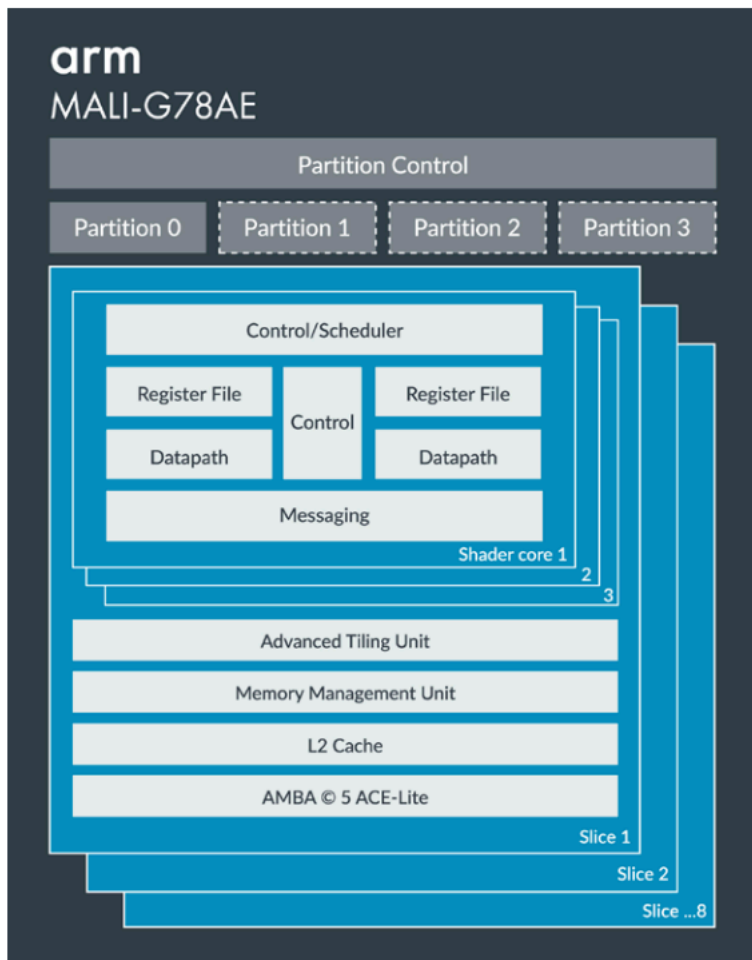 arm
MALI-G78AE
Partition Control
Partition 0 Partition 1 Partition 2 Partition 3
Control/Scheduler
Register File Control Register File
Datapath Datapath
Messaging
Shader core 1
2
3
Advanced Tiling Unit
Memory Management Unit
L2 Cache
AMBA © 5 ACE-Lite
Slice 1
Slice 2
Slice ...8